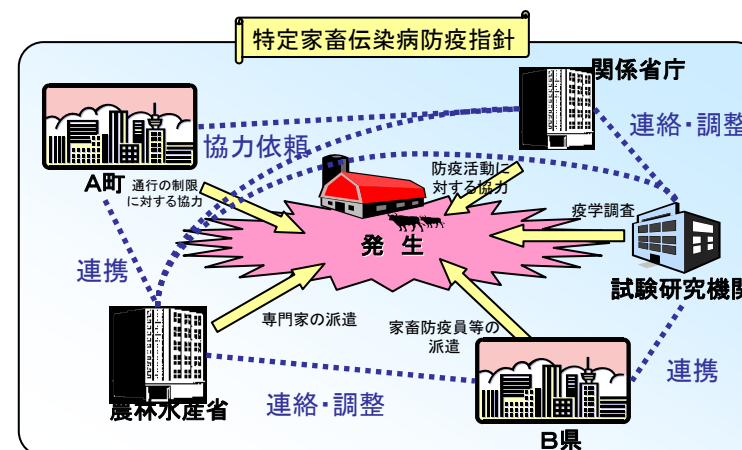 特定家畜伝染病防疫指針
関係省庁
連絡・調整
協力依頼
A町
通行の制限
に対する協力
防疫活動に
対する協力
疫学調査
発 生
連携
試験研究機関
専門家の派遣
家畜防疫員等の
派遣
農林水産省
連絡・調整
連携
B県